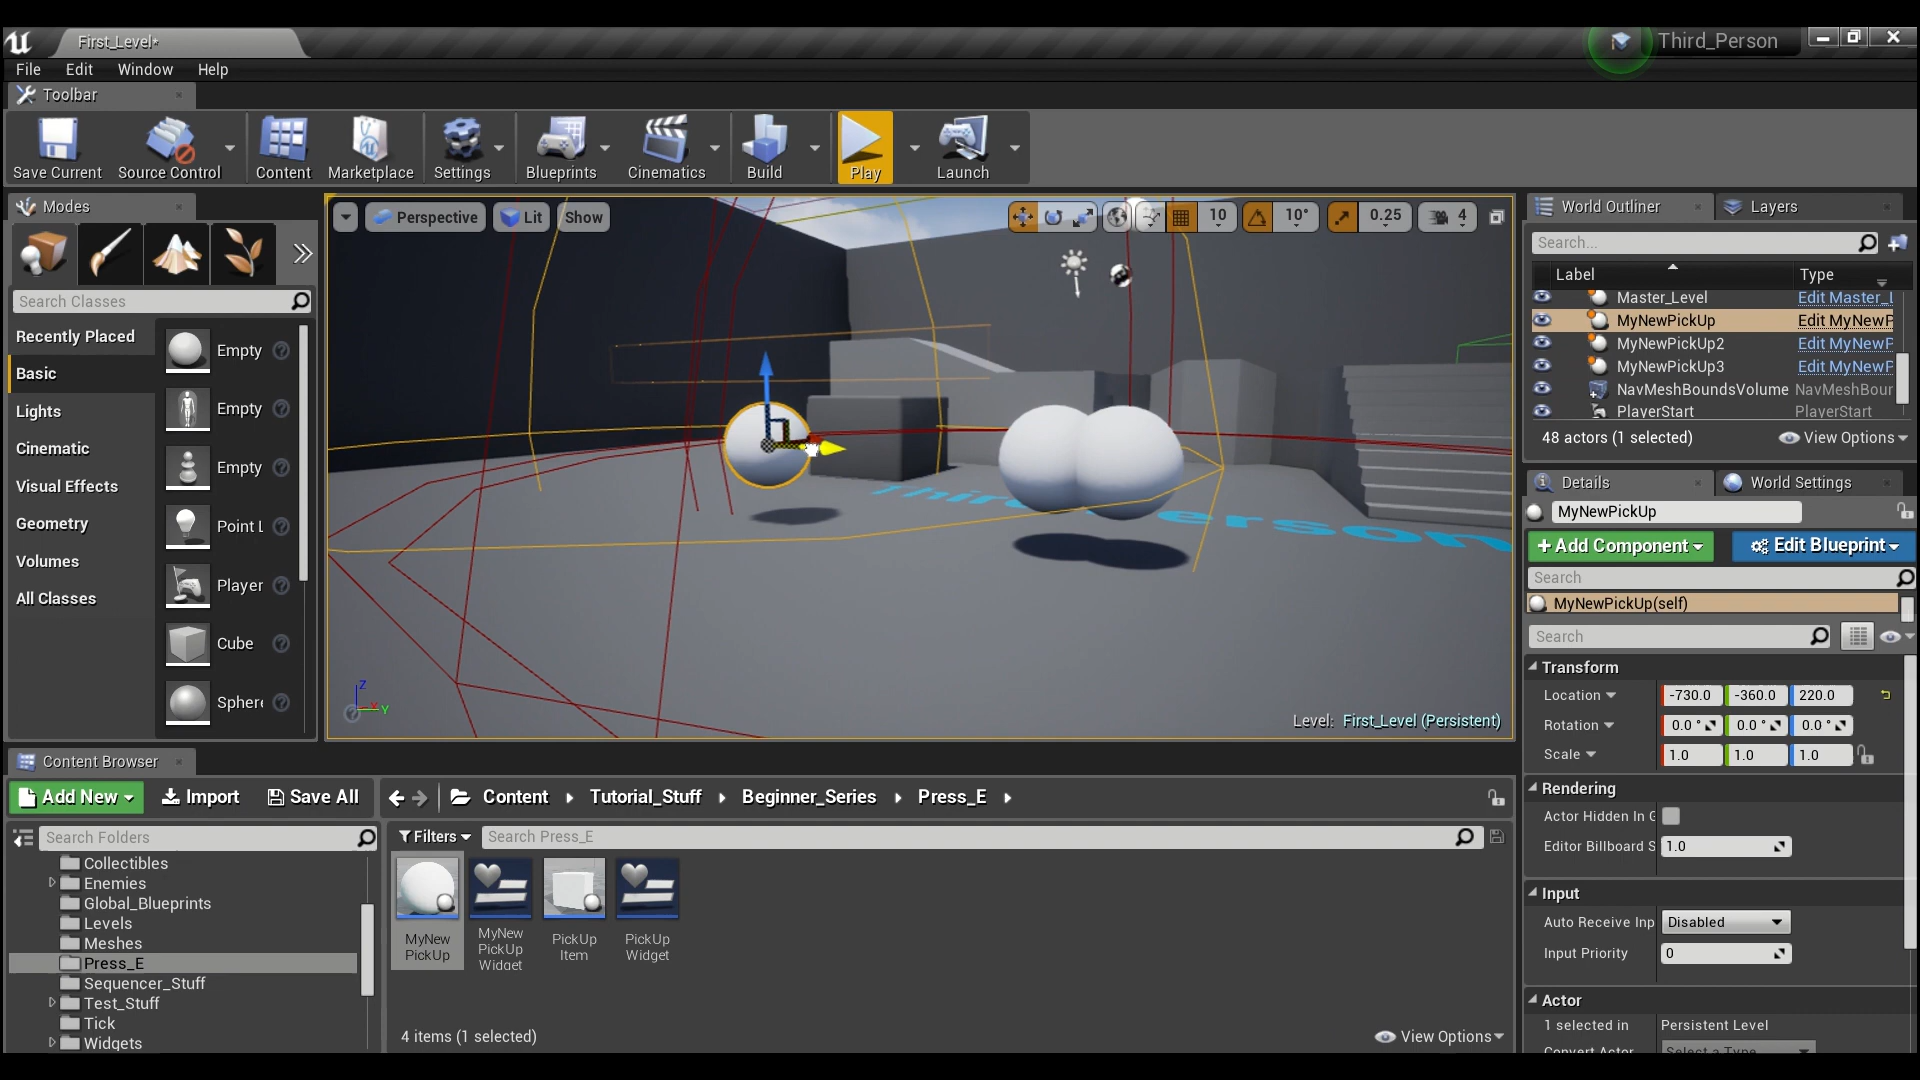 First_Level*
Third_Person
File Edit Window Help
Toolbar
Save Current Source Control Content Marketplace Settings Blueprints Cinematics Build Play Launch
Modes
Search Classes
Recently Placed
Basic
Lights
Cinematic
Visual Effects
Geometry
Volumes
All Classes
Empty
Empty
Empty
Point L
Player
Cube
Sphere
Perspective Lit Show
10 10° 0.25 4
Third Person
Z
X Y
Level: First_Level (Persistent)
World Outliner Layers
Search...
Label Type
Master_Level Edit Master_L
MyNewPickUp Edit MyNewP
MyNewPickUp2 Edit MyNewP
MyNewPickUp3 Edit MyNewP
NavMeshBoundsVolume NavMeshBour
PlayerStart PlayerStart
48 actors (1 selected) View Options
Details World Settings
MyNewPickUp
+ Add Component Edit Blueprint
Search
MyNewPickUp(self)
Search
Transform
Location -730.0 -360.0 220.0
Rotation 0.0 ° 0.0 ° 0.0 °
Scale 1.0 1.0 1.0
Rendering
Actor Hidden In G
Editor Billboard S 1.0
Input
Auto Receive Inp Disabled
Input Priority 0
Actor
1 selected in Persistent Level
Convert Actor Select a Type
Content Browser
Add New Import Save All
Content Tutorial_Stuff Beginner_Series Press_E
Search Folders
Filters Search Press_E
Collectibles
Enemies
Global_Blueprints
Levels
Meshes
Press_E
Sequencer_Stuff
Test_Stuff
Tick
Widgets
MyNew
PickUp
MyNew
PickUp
Widget
PickUp
Item
PickUp
Widget
4 items (1 selected) View Options